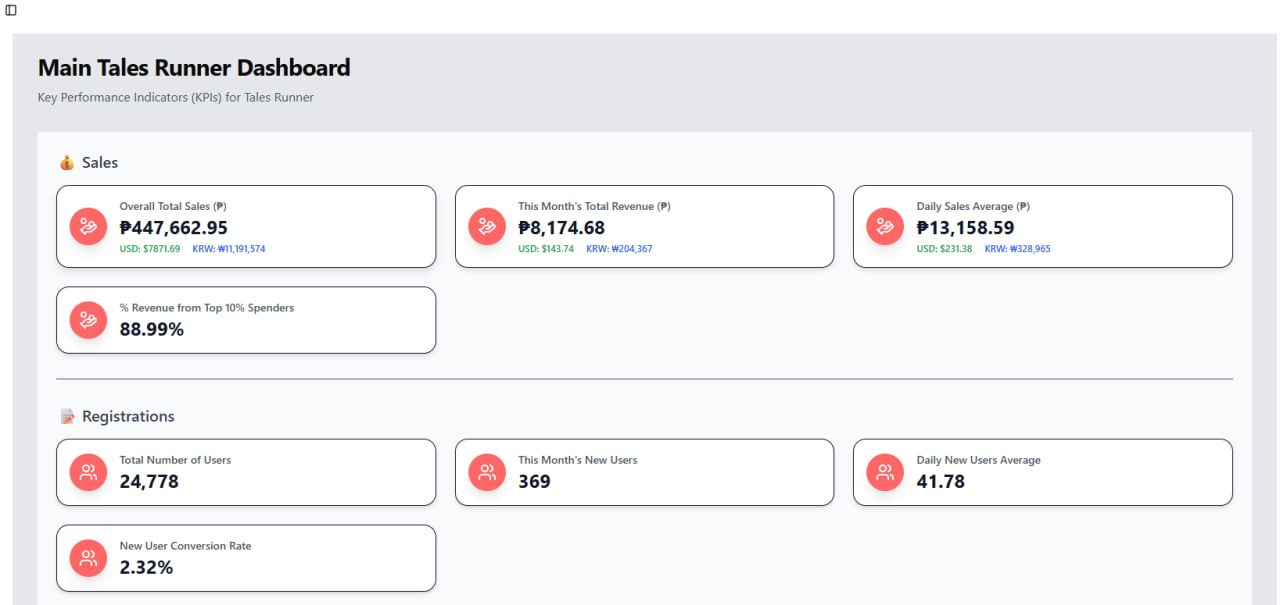 Main Tales Runner Dashboard
Key Performance Indicators (KPIs) for Tales Runner
Sales
Overall Total Sales (₱)
₱447,662.95
USD: $7871.69 KRW: ₩11,191,574
This Month's Total Revenue (₱)
₱8,174.68
USD: $143.74 KRW: ₩204,367
Daily Sales Average (₱)
₱13,158.59
USD: $231.38 KRW: ₩328,965
% Revenue from Top 10% Spenders
88.99%
Registrations
Total Number of Users
24,778
This Month's New Users
369
Daily New Users Average
41.78
New User Conversion Rate
2.32%